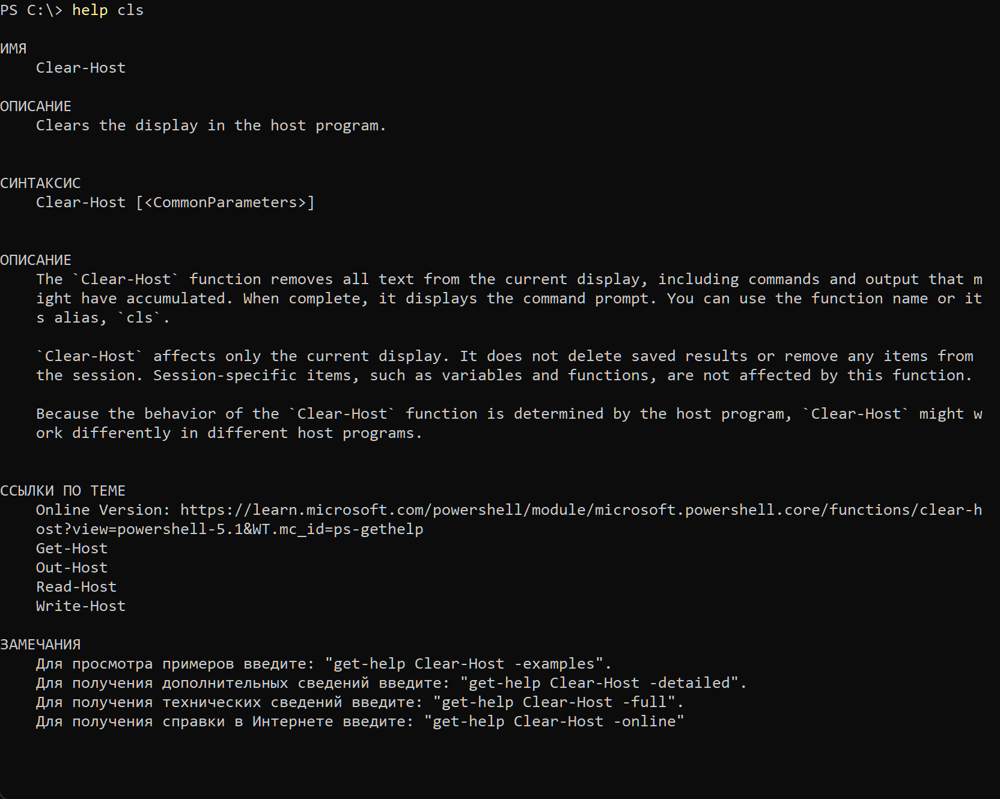 PS C:\> help cls
ИМЯ
Clear-Host
ОПИСАНИЕ
Clears the display in the host program.
СИНТАКСИС
Clear-Host [<CommonParameters>]
ОПИСАНИЕ
The `Clear-Host` function removes all text from the current display, including commands and output that m
ight have accumulated. When complete, it displays the command prompt. You can use the function name or it
s alias, `cls`.
`Clear-Host` affects only the current display. It does not delete saved results or remove any items from
the session. Session-specific items, such as variables and functions, are not affected by this function.
Because the behavior of the `Clear-Host` function is determined by the host program, `Clear-Host` might w
ork differently in different host programs.
ССЫЛКИ ПО ТЕМЕ
Online Version: https://learn.microsoft.com/powershell/module/microsoft.powershell.core/functions/clear-h
ost?view=powershell-5.1&WT.mc_id=ps-gethelp
Get-Host
Out-Host
Read-Host
Write-Host
ЗАМЕЧАНИЯ
Для просмотра примеров введите: "get-help Clear-Host -examples".
Для получения дополнительных сведений введите: "get-help Clear-Host -detailed".
Для получения технических сведений введите: "get-help Clear-Host -full".
Для получения справки в Интернете введите: "get-help Clear-Host -online"